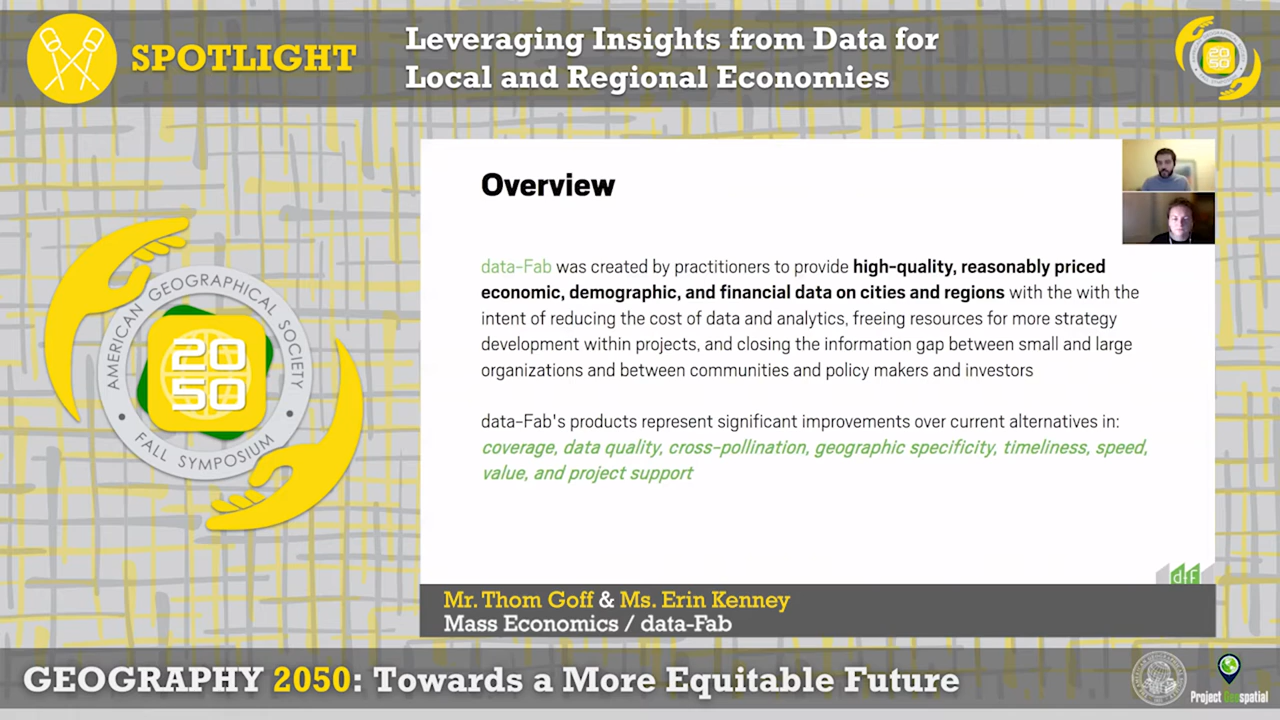 SPOTLIGHT
Leveraging Insights from Data for
Local and Regional Economies
2050
AMERICAN GEOGRAPHICAL SOCIETY
2050
FALL SYMPOSIUM
Overview
data-Fab was created by practitioners to provide high-quality, reasonably priced
economic, demographic, and financial data on cities and regions with the with the
intent of reducing the cost of data and analytics, freeing resources for more strategy
development within projects, and closing the information gap between small and large
organizations and between communities and policy makers and investors
data-Fab's products represent significant improvements over current alternatives in:
coverage, data quality, cross-pollination, geographic specificity, timeliness, speed,
value, and project support
dfF
Mr. Thom Goff & Ms. Erin Kenney
Mass Economics / data-Fab
GEOGRAPHY 2050: Towards a More Equitable Future
Project Geospatial